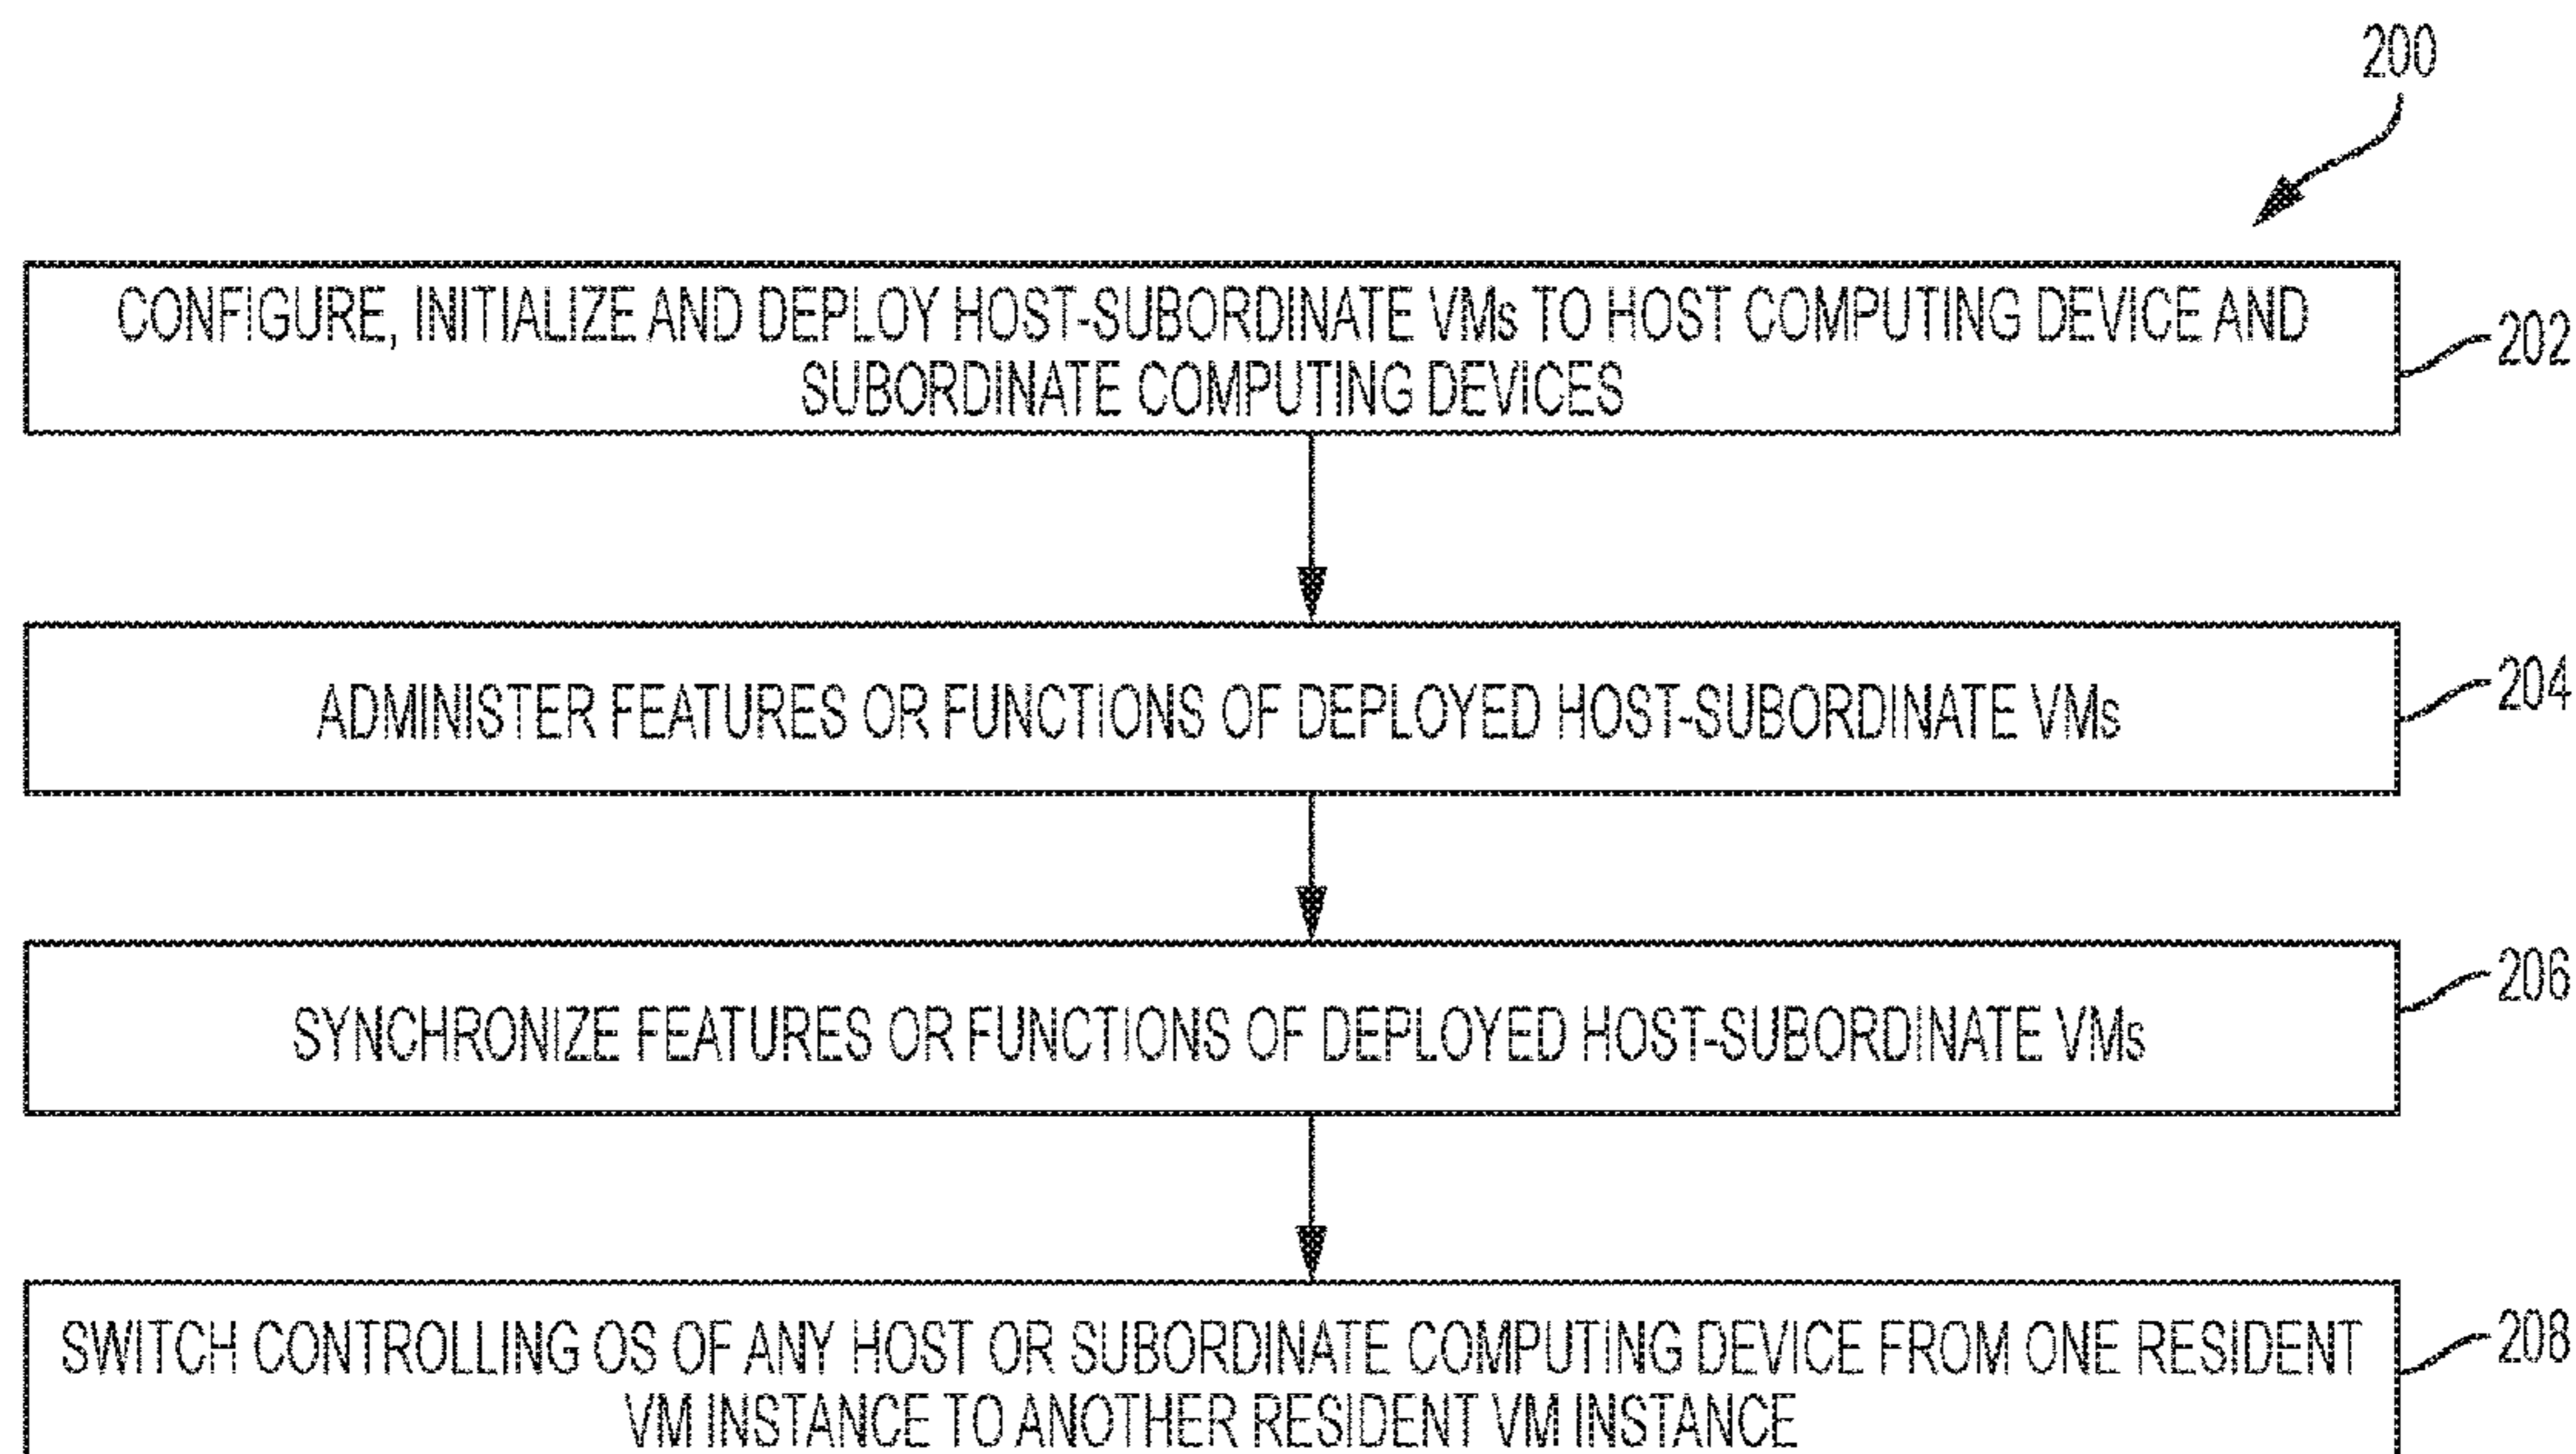 200
CONFIGURE, INITIALIZE AND DEPLOY HOST-SUBORDINATE VMs TO HOST COMPUTING DEVICE AND
SUBORDINATE COMPUTING DEVICES
202
ADMINISTER FEATURES OR FUNCTIONS OF DEPLOYED HOST-SUBORDINATE VMs
204
SYNCHRONIZE FEATURES OR FUNCTIONS OF DEPLOYED HOST-SUBORDINATE VMs
206
SWITCH CONTROLLING OS OF ANY HOST OR SUBORDINATE COMPUTING DEVICE FROM ONE RESIDENT
VM INSTANCE TO ANOTHER RESIDENT VM INSTANCE
208